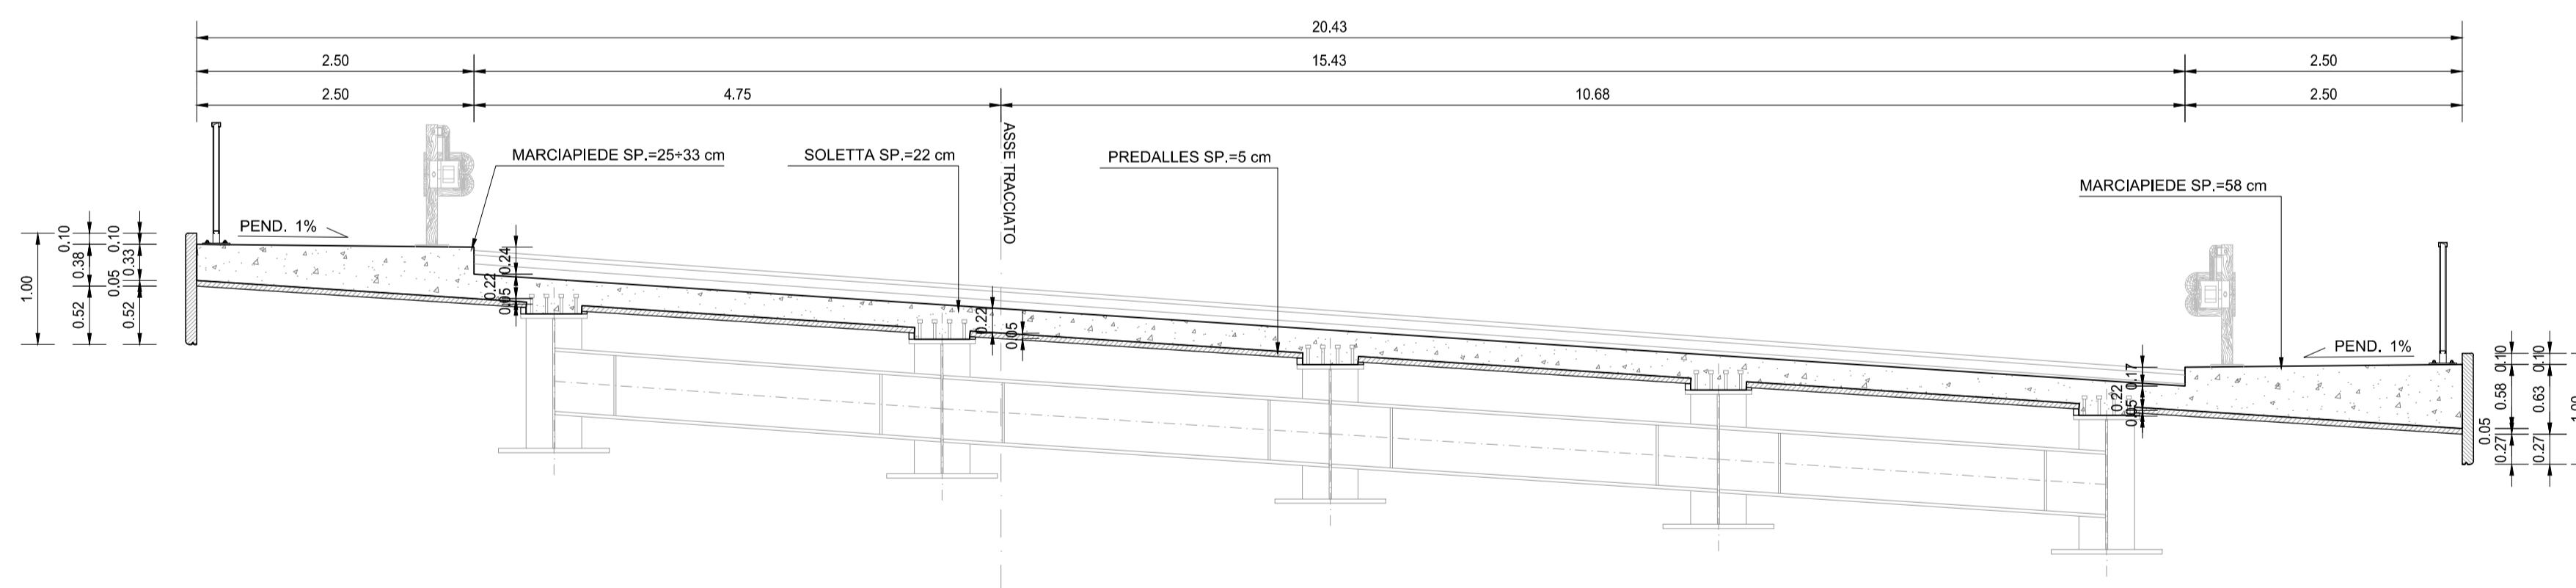 20.43
2.50 15.43 2.50
2.50 4.75 10.68 2.50
ASSE TRACCIATO
MARCIAPIEDE SP.=25÷33 cm
SOLETTA SP.=22 cm
PREDALLES SP.=5 cm
MARCIAPIEDE SP.=58 cm
PEND. 1%
PEND. 1%
1.00
0.10
0.38
0.52
0.10
0.33
0.05
0.52
0.24
0.22
0.05
0.22
0.05
0.17
0.22
0.05
0.10
0.58
0.05
0.27
0.10
0.63
0.27